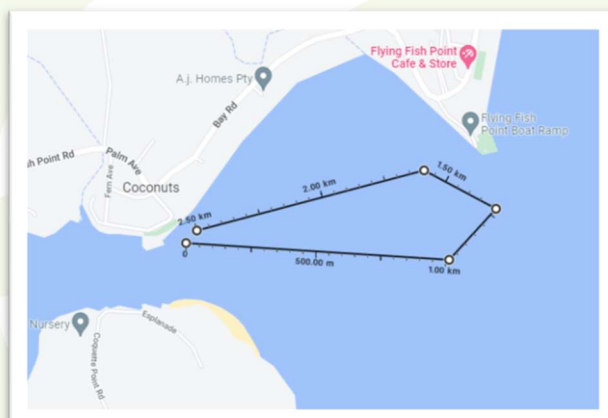 Flying Fish Point
Cafe & Store
A.j. Homes Pty
Flying Fish
Point Boat Ramp
Bay Rd
sh Point Rd
Palm Ave
Fern Ave
Coconuts
1.50 km
2.00 km
2.50 km
0
500.00 m
1.00 km
Nursery
Esplanade
Coquette Point Rd